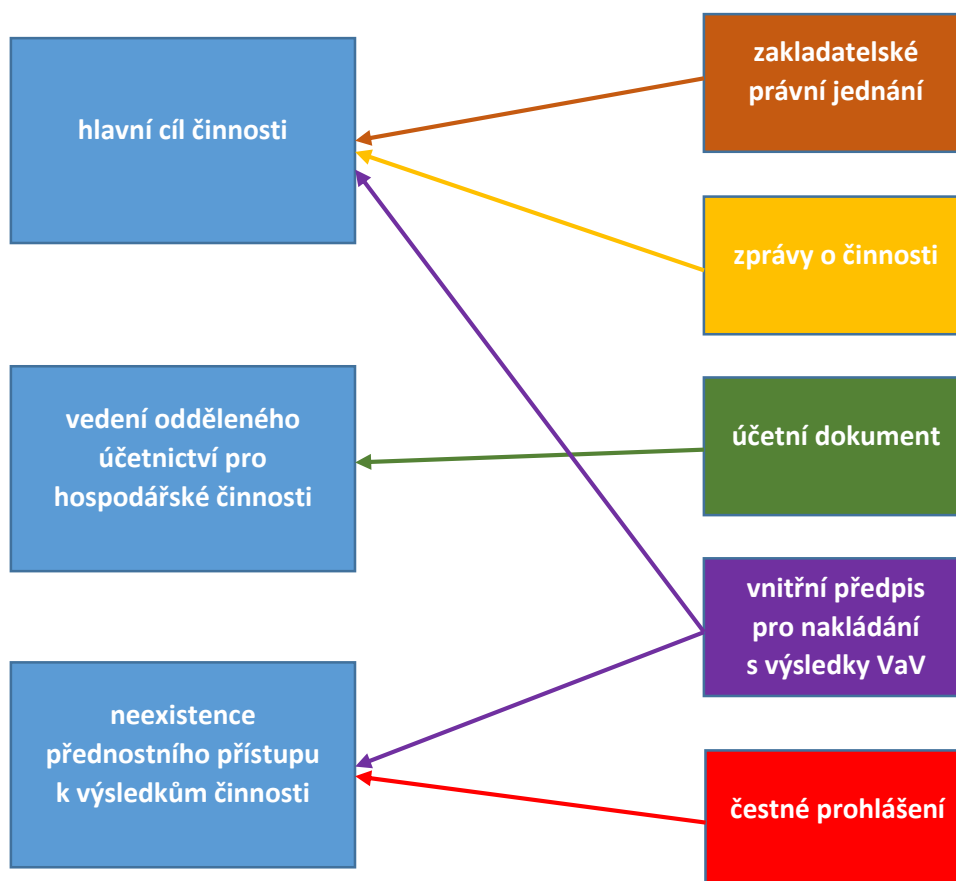 hlavní cíl činnosti
vedení odděleného
účetnictví pro
hospodářské činnosti
neexistence
přednostního přístupu
k výsledkům činnosti
zakladatelské
právní jednání
zprávy o činnosti
účetní dokument
vnitřní předpis
pro nakládání
s výsledky VaV
čestné prohlášení